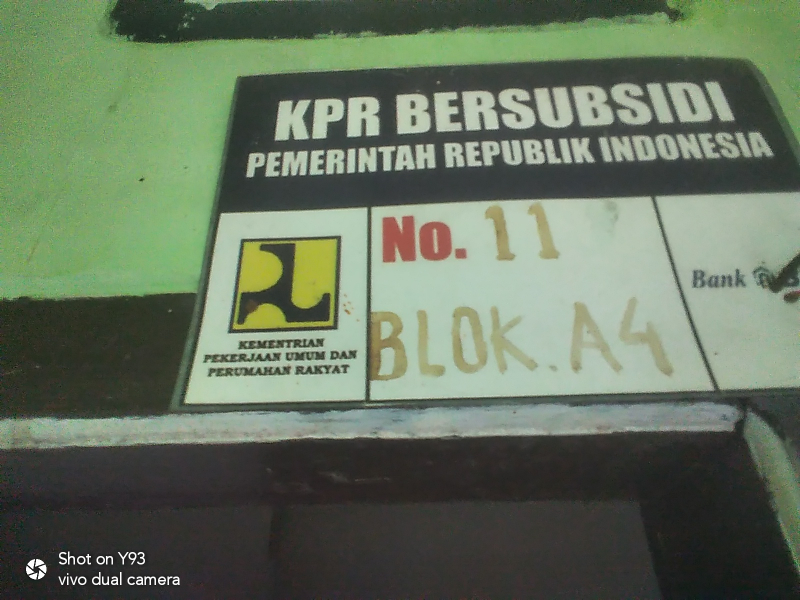 KPR BERSUBSIDI
PEMERINTAH REPUBLIK INDONESIA
No. 11
BLOK. A4
KEMENTRIAN
PEKERJAAN UMUM DAN
PERUMAHAN RAKYAT
Bank
Shot on Y93
vivo dual camera